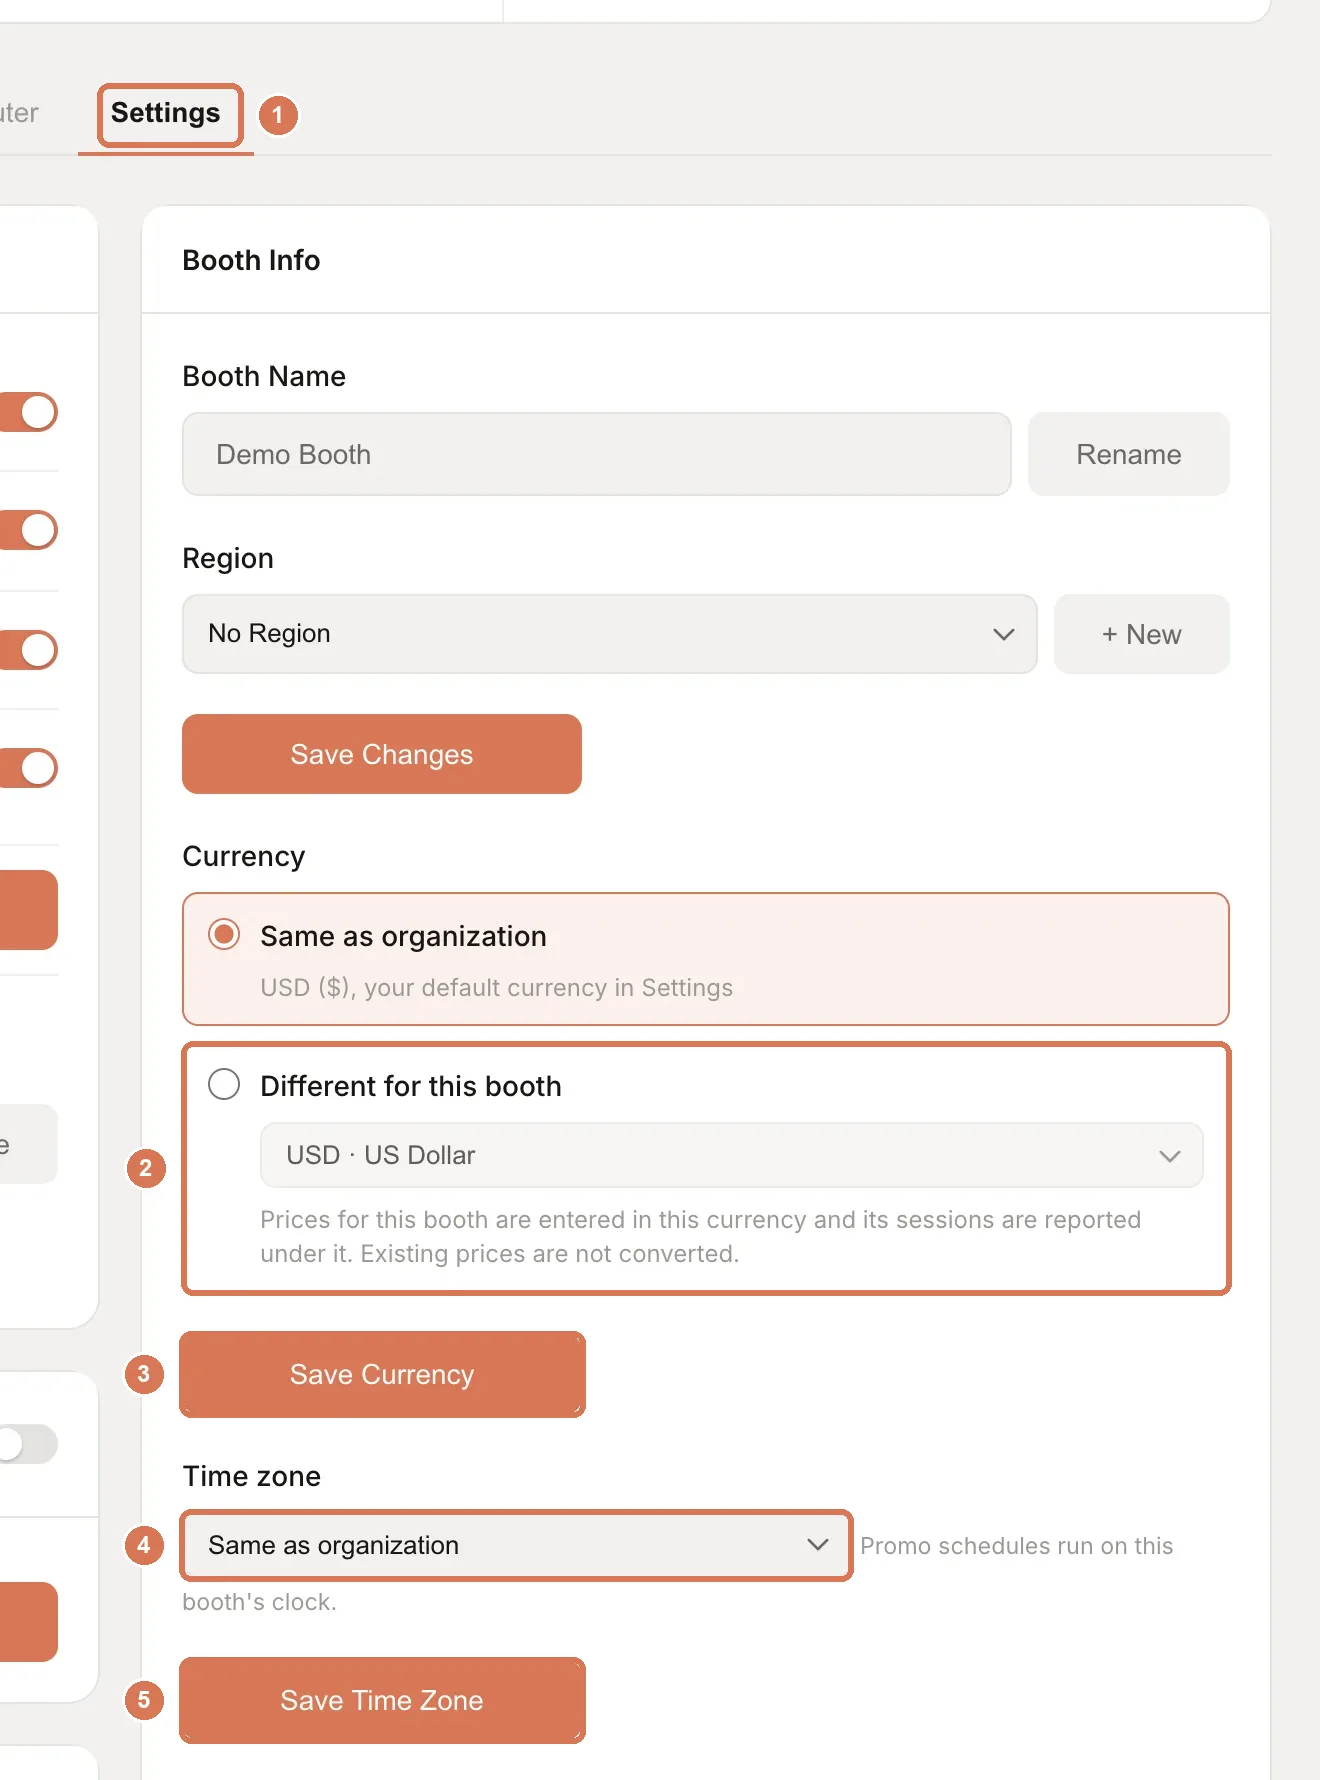 Settings
1
Booth Info
Booth Name
Demo Booth
Rename
Region
No Region
+ New
Save Changes
Currency
Same as organization
USD ($), your default currency in Settings
Different for this booth
2
USD · US Dollar
Prices for this booth are entered in this currency and its sessions are reported
under it. Existing prices are not converted.
3
Save Currency
Time zone
4
Same as organization
Promo schedules run on this
booth's clock.
5
Save Time Zone